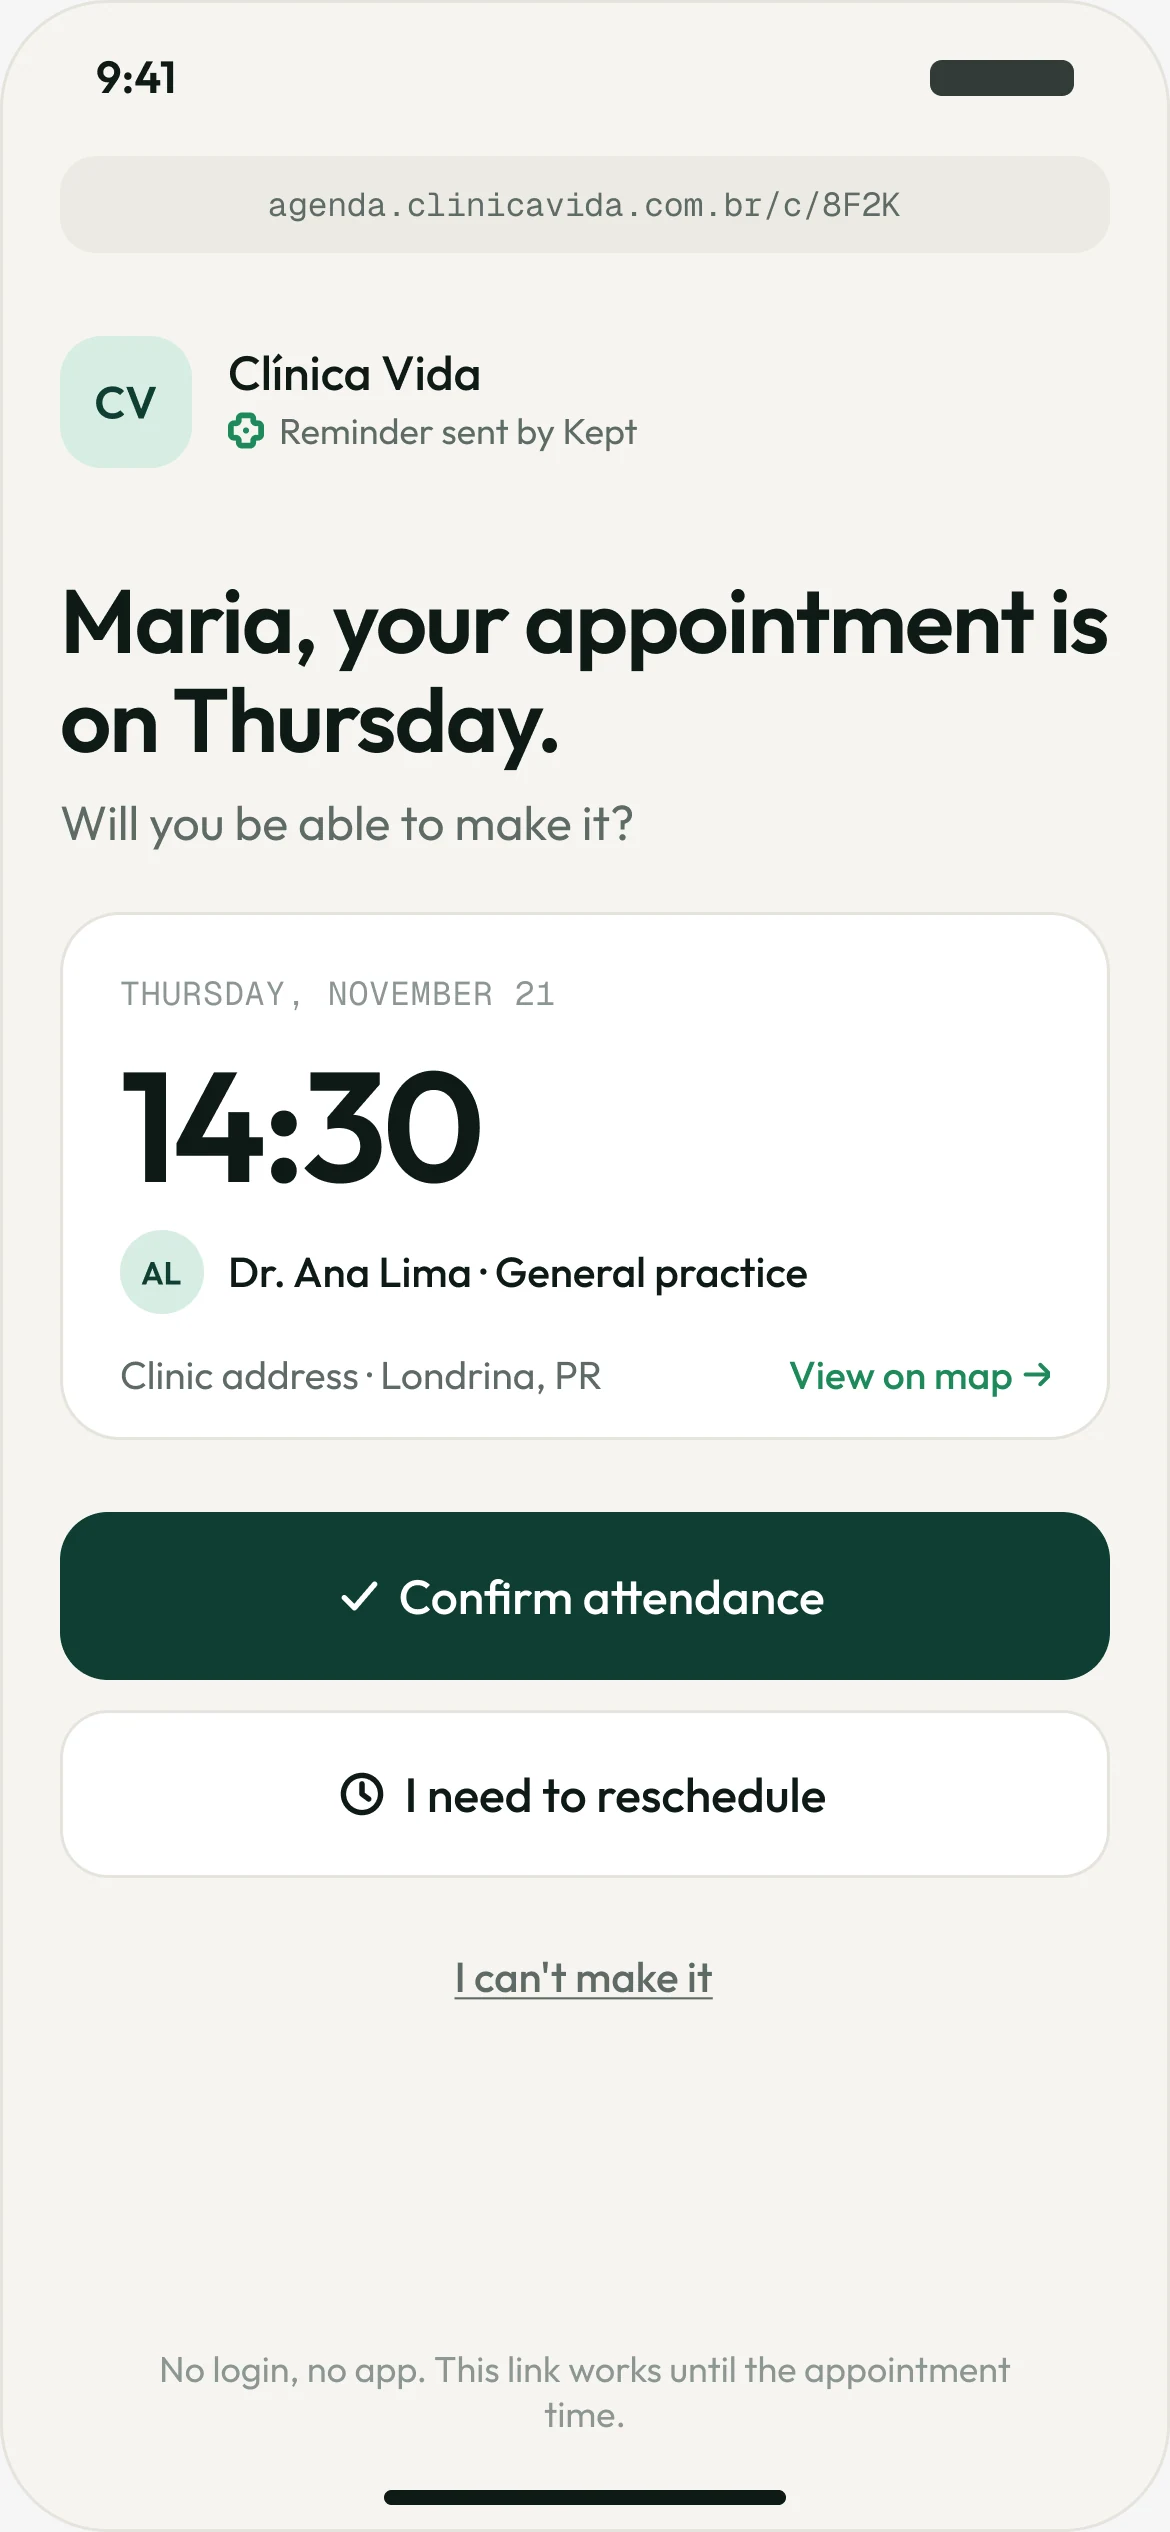 9:41
agenda.clinicavida.com.br/c/8F2K
CV
Clínica Vida
Reminder sent by Kept
Maria, your appointment is
on Thursday.
Will you be able to make it?
THURSDAY, NOVEMBER 21
14:30
AL
Dr. Ana Lima · General practice
Clinic address · Londrina, PR
View on map →
Confirm attendance
I need to reschedule
I can't make it
No login, no app. This link works until the appointment
time.